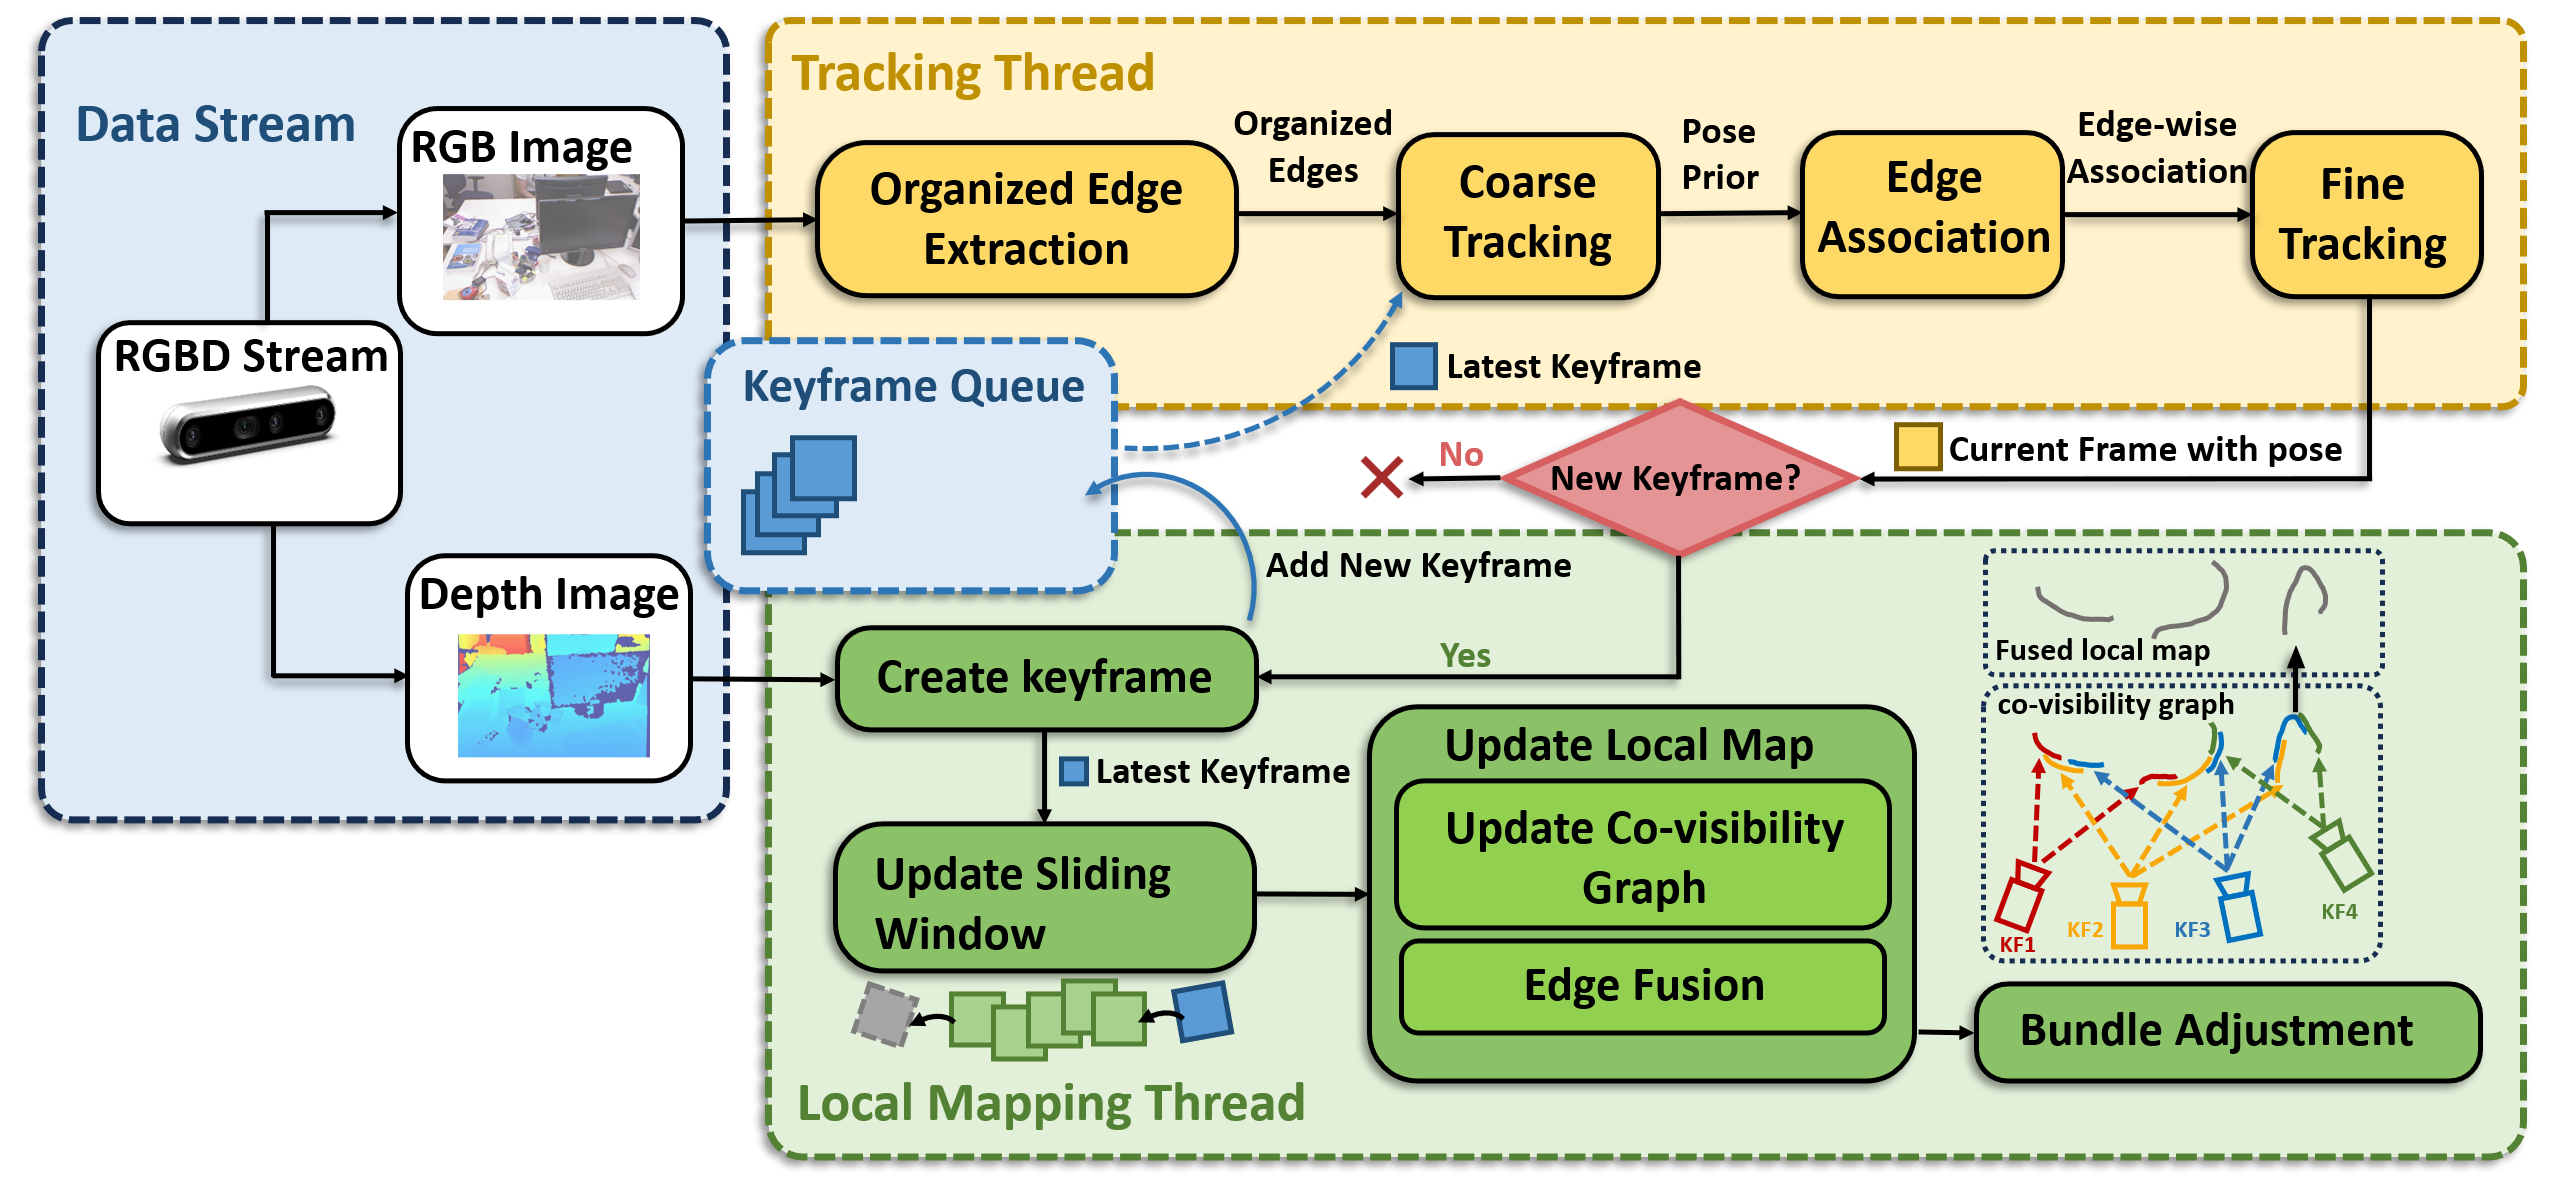 Data Stream
RGB Image
RGBD Stream
Depth Image
Tracking Thread
Organized Edge
Extraction
Organized
Edges
Coarse
Tracking
Pose
Prior
Edge
Association
Edge-wise
Association
Fine
Tracking
Keyframe Queue
Latest Keyframe
No
New Keyframe?
Current Frame with pose
Add New Keyframe
Yes
Create keyframe
Latest Keyframe
Update Sliding
Window
Update Local Map
Update Co-visibility
Graph
Edge Fusion
Fused local map
co-visibility graph
KF1
KF2
KF3
KF4
Bundle Adjustment
Local Mapping Thread